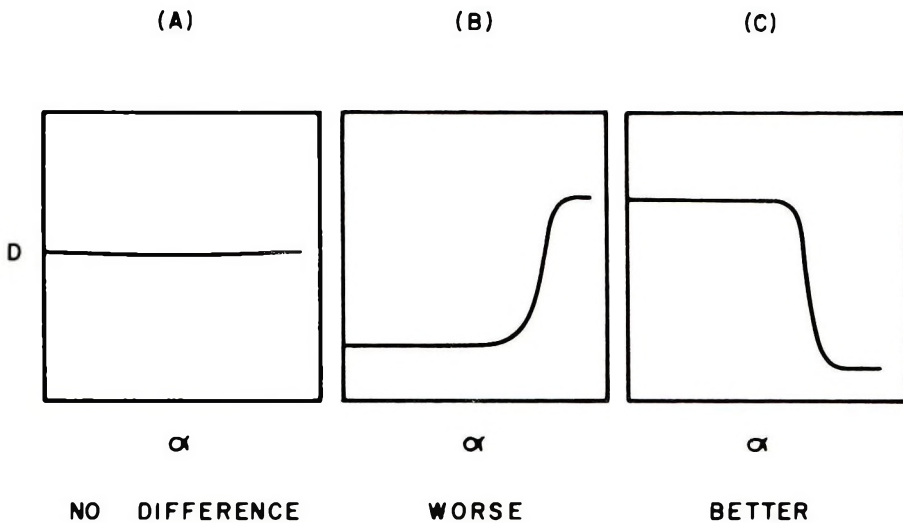 (A) (B) (C)
D
α α α
NO DIFFERENCE WORSE BETTER